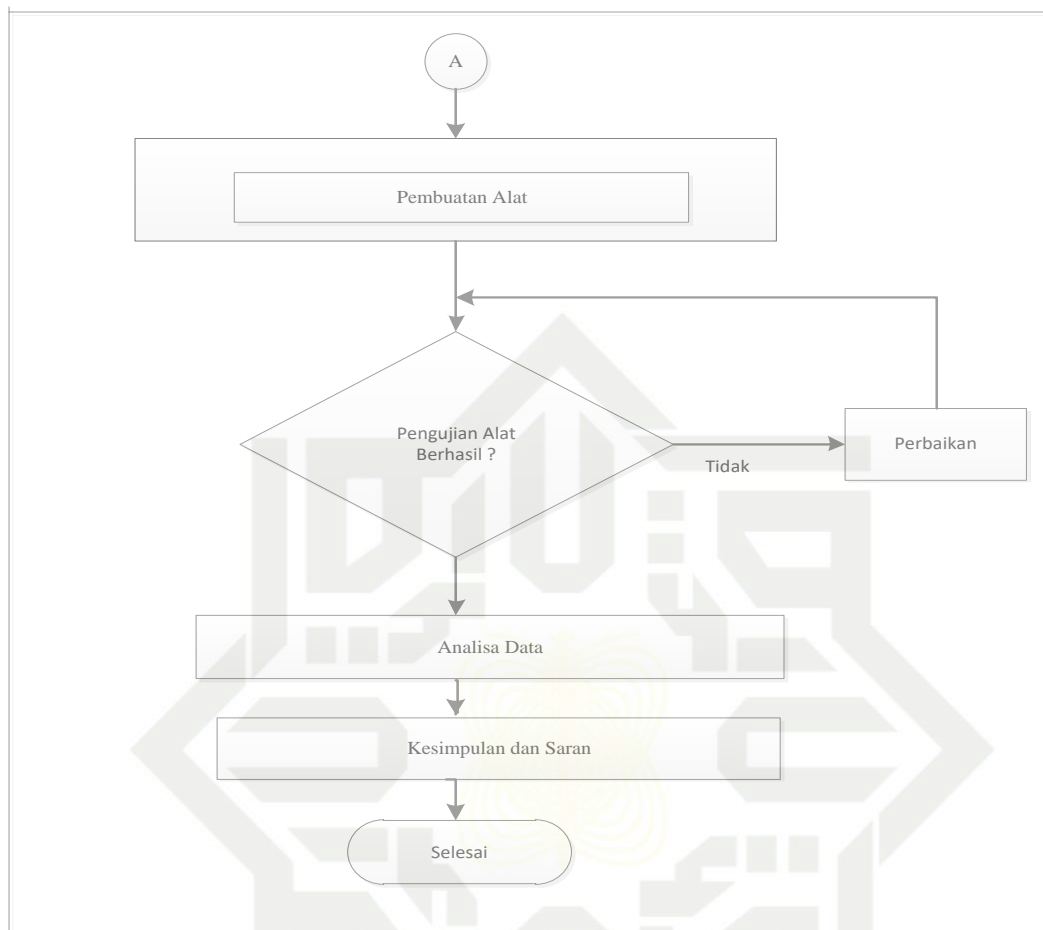 A
Pembuatan Alat
Pengujian Alat
Berhasil ?
Tidak
Perbaikan
Analisa Data
Kesimpulan dan Saran
Selesai